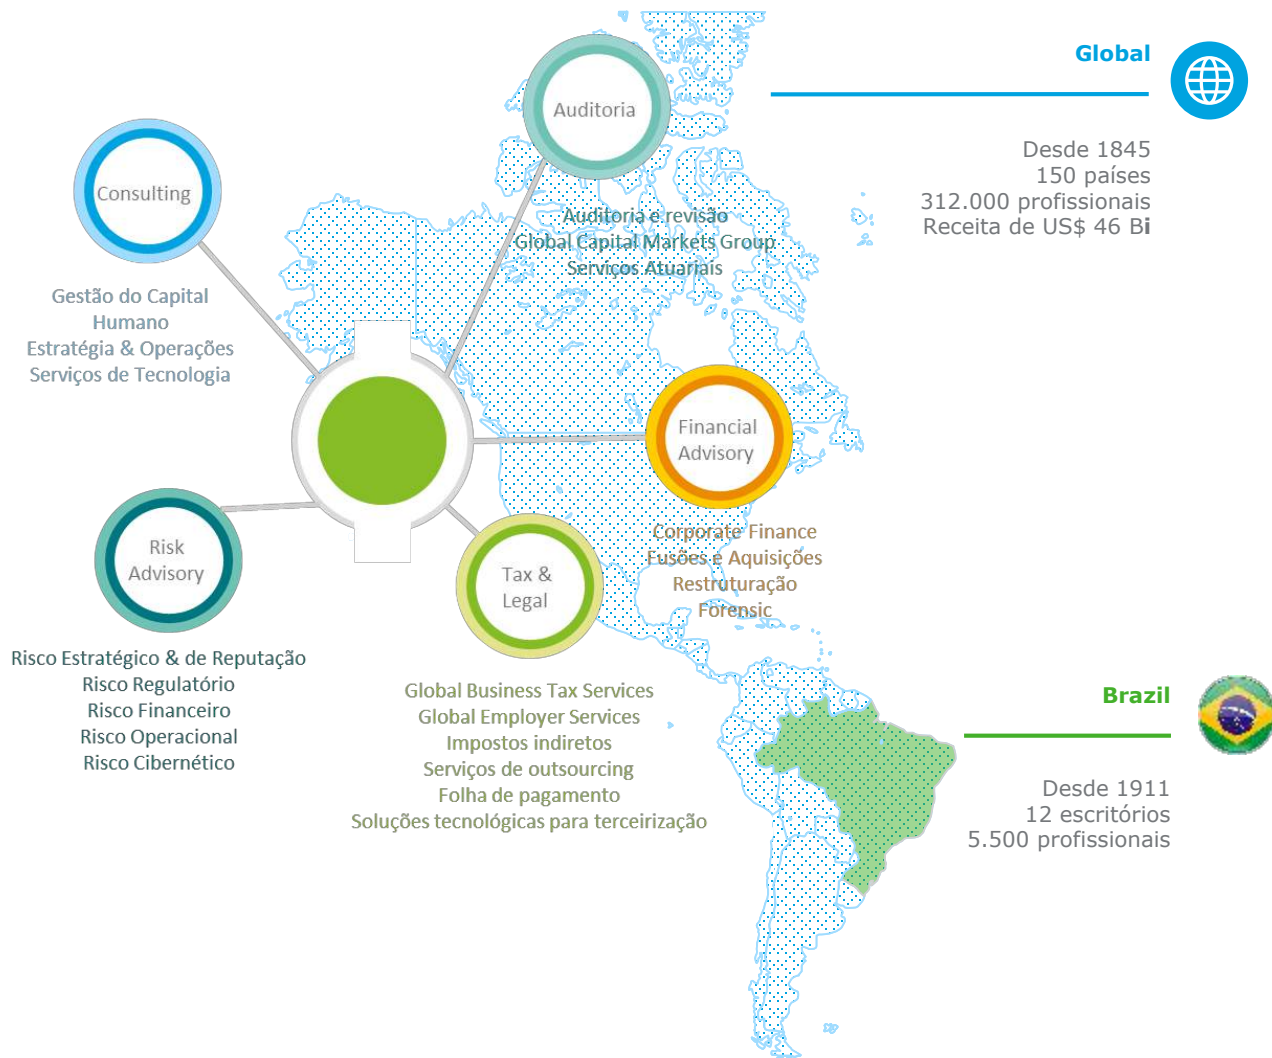 Global
Desde 1845
150 países
312.000 profissionais
Receita de US$ 46 Bi
Auditoria
Auditoria e revisão
Global Capital Markets Group
Serviços Atuariais
Consulting
Gestão do Capital
Humano
Estratégia & Operações
Serviços de Tecnologia
Financial
Advisory
Corporate Finance
Fusões e Aquisições
Restruturação
Forensic
Risk
Advisory
Risco Estratégico & de Reputação
Risco Regulatório
Risco Financeiro
Risco Operacional
Risco Cibernético
Tax &
Legal
Global Business Tax Services
Global Employer Services
Impostos indiretos
Serviços de outsourcing
Folha de pagamento
Soluções tecnológicas para terceirização
Brazil
Desde 1911
12 escritórios
5.500 profissionais